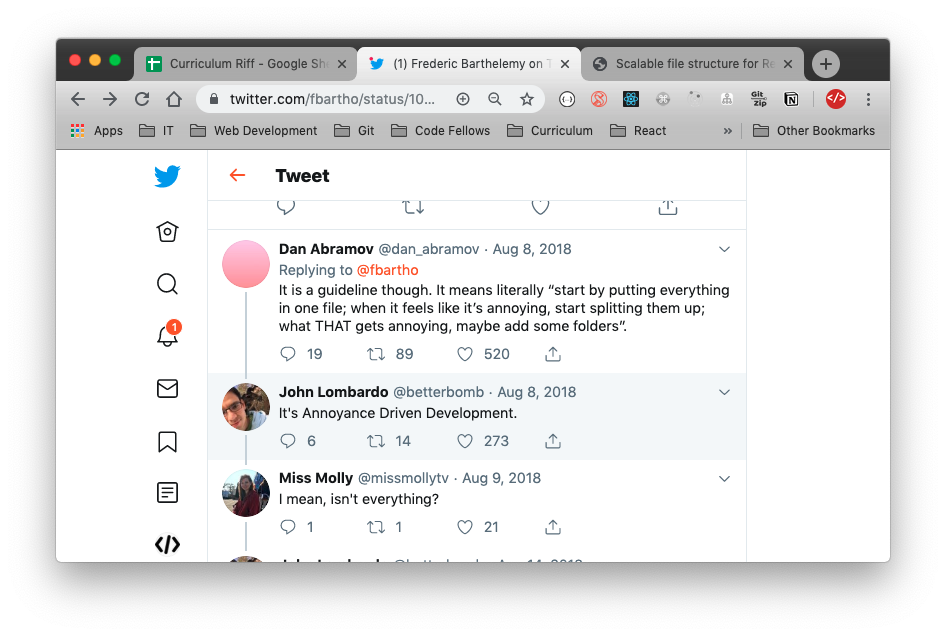 Curriculum Riff - Google She
(1) Frederic Barthelemy on T
Scalable file structure for Re
twitter.com/fbartho/status/10...
Git
zip
Apps
IT
Web Development
Git
Code Fellows
Curriculum
React
»
Other Bookmarks
Tweet
Dan Abramov @dan_abramov · Aug 8, 2018
Replying to @fbartho
It is a guideline though. It means literally “start by putting everything
in one file; when it feels like it’s annoying, start splitting them up;
what THAT gets annoying, maybe add some folders”.
19 89 520
1
John Lombardo @betterbomb · Aug 8, 2018
It's Annoyance Driven Development.
6 14 273
Miss Molly @missmollytv · Aug 9, 2018
I mean, isn't everything?
1 1 21